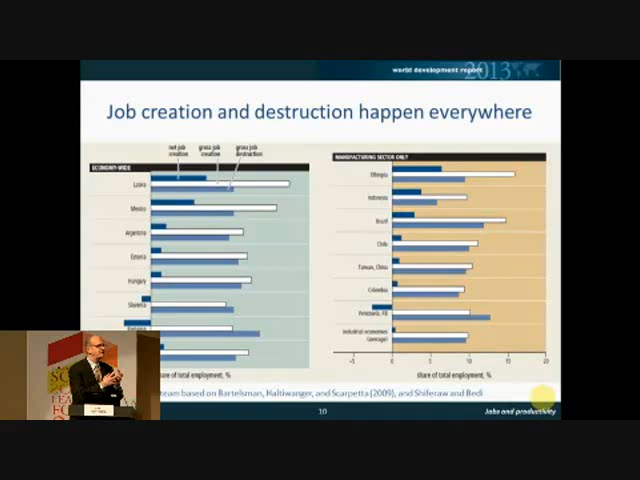 world development report 2013
Job creation and destruction happen everywhere
net job creation
gross job creation
gross job destruction
ECONOMY-WIDE
Latvia
Mexico
Argentina
Estonia
Hungary
Slovenia
MANUFACTURING SECTOR ONLY
Ethiopia
Indonesia
Brazil
Chile
Taiwan, China
Colombia
Venezuela, RB
Industrial economies (average)
-5 0 5 10 15 20
share of total employment, %
share of total employment, %
team based on Bartelsman, Haltiwanger, and Scarpetta (2009), and Shiferaw and Bedi
10
Jobs and productivity